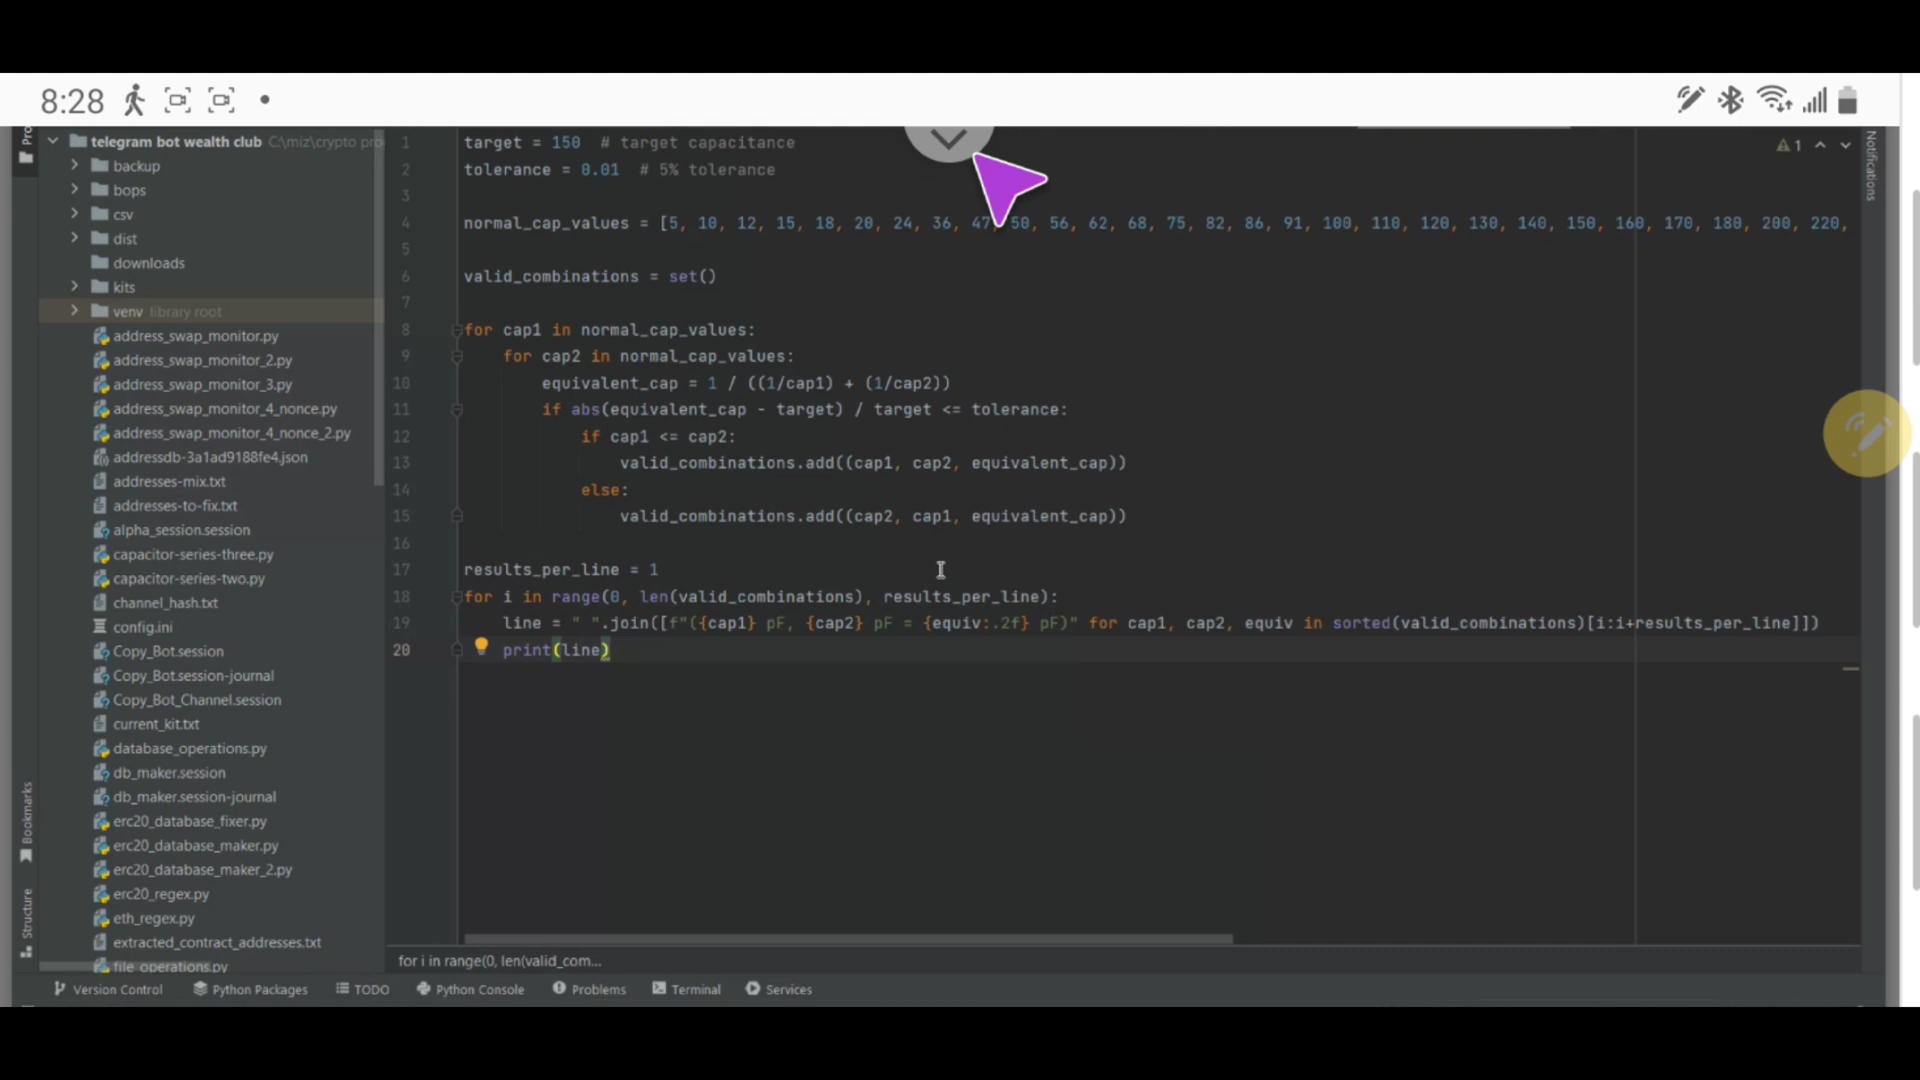 8:28
telegram bot wealth club C:\miz\crypto pro
backup
bops
csv
dist
downloads
kits
venv library root
address_swap_monitor.py
address_swap_monitor_2.py
address_swap_monitor_3.py
address_swap_monitor_4_nonce.py
address_swap_monitor_4_nonce_2.py
addressdb-3a1ad9188fe4.json
addresses-mix.txt
addresses-to-fix.txt
alpha_session.session
capacitor-series-three.py
capacitor-series-two.py
channel_hash.txt
config.ini
Copy_Bot.session
Copy_Bot.session-journal
Copy_Bot_Channel.session
current_kit.txt
database_operations.py
db_maker.session
db_maker.session-journal
erc20_database_fixer.py
erc20_database_maker.py
erc20_database_maker_2.py
erc20_regex.py
eth_regex.py
extracted_contract_addresses.txt
file_operations.py
Pro
Bookmarks
Structure
1 target = 150 # target capacitance
2 tolerance = 0.01 # 5% tolerance
3
4 normal_cap_values = [5, 10, 12, 15, 18, 20, 24, 36, 47, 50, 56, 62, 68, 75, 82, 86, 91, 100, 110, 120, 130, 140, 150, 160, 170, 180, 200, 220,
5
6 valid_combinations = set()
7
8 for cap1 in normal_cap_values:
9 for cap2 in normal_cap_values:
10 equivalent_cap = 1 / ((1/cap1) + (1/cap2))
11 if abs(equivalent_cap - target) / target <= tolerance:
12 if cap1 <= cap2:
13 valid_combinations.add((cap1, cap2, equivalent_cap))
14 else:
15 valid_combinations.add((cap2, cap1, equivalent_cap))
16
17 results_per_line = 1
18 for i in range(0, len(valid_combinations), results_per_line):
19 line = " ".join([f"({cap1} pF, {cap2} pF = {equiv:.2f} pF)" for cap1, cap2, equiv in sorted(valid_combinations)[i:i+results_per_line]])
20 print(line)
1
Notifications
for i in range(0, len(valid_com...
Version Control Python Packages TODO Python Console Problems Terminal Services